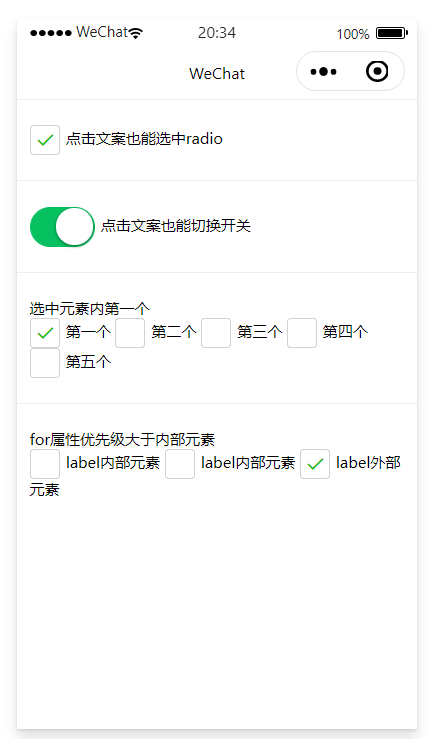 WeChat 20:34 100%
WeChat
点击文案也能选中radio
点击文案也能切换开关
选中元素内第一个
第一个 第二个 第三个 第四个
第五个
for属性优先级大于内部元素
label内部元素 label内部元素 label外部
元素